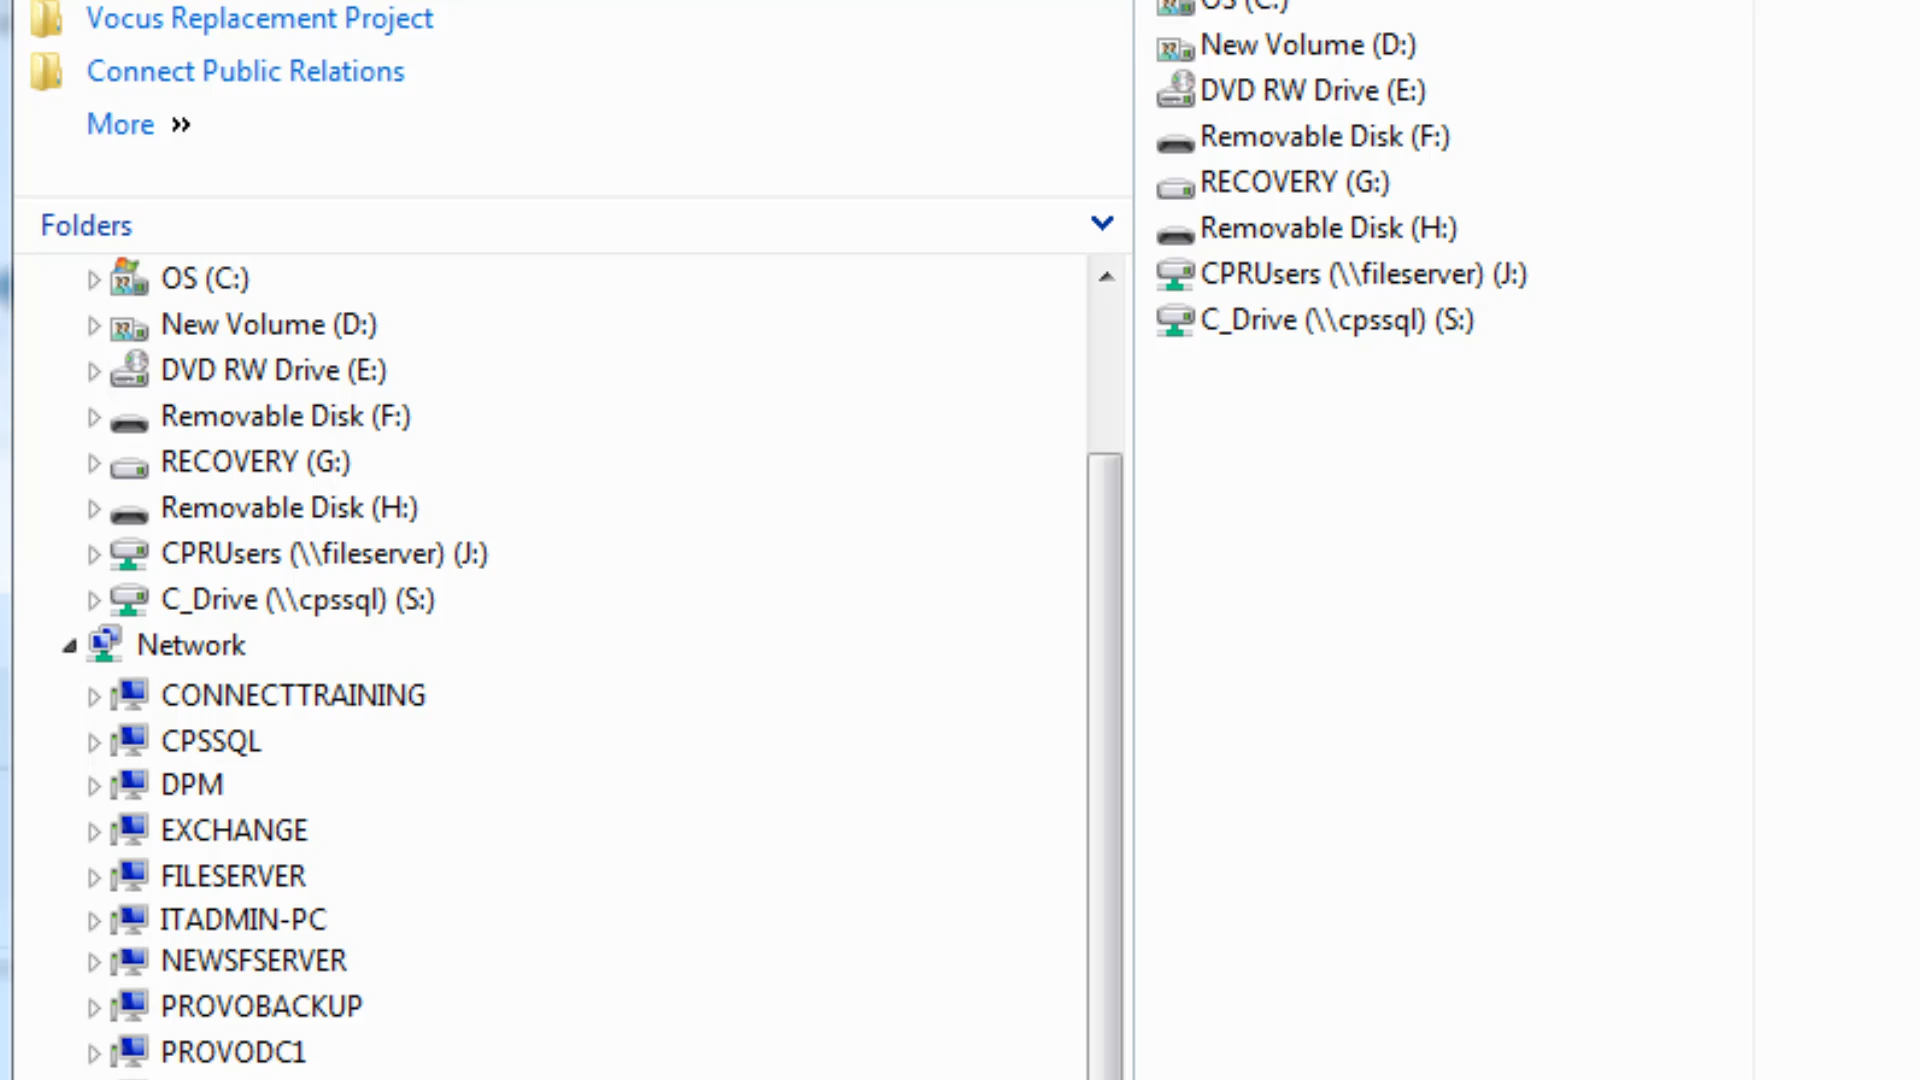 Vocus Replacement Project
Connect Public Relations
More »
Folders
OS (C:)
New Volume (D:)
DVD RW Drive (E:)
Removable Disk (F:)
RECOVERY (G:)
Removable Disk (H:)
CPRUsers (\\fileserver) (J:)
C_Drive (\\cpssql) (S:)
Network
CONNECTTRAINING
CPSSQL
DPM
EXCHANGE
FILESERVER
ITADMIN-PC
NEWSFSERVER
PROVOBACKUP
PROVODC1
OS (C:)
New Volume (D:)
DVD RW Drive (E:)
Removable Disk (F:)
RECOVERY (G:)
Removable Disk (H:)
CPRUsers (\\fileserver) (J:)
C_Drive (\\cpssql) (S:)